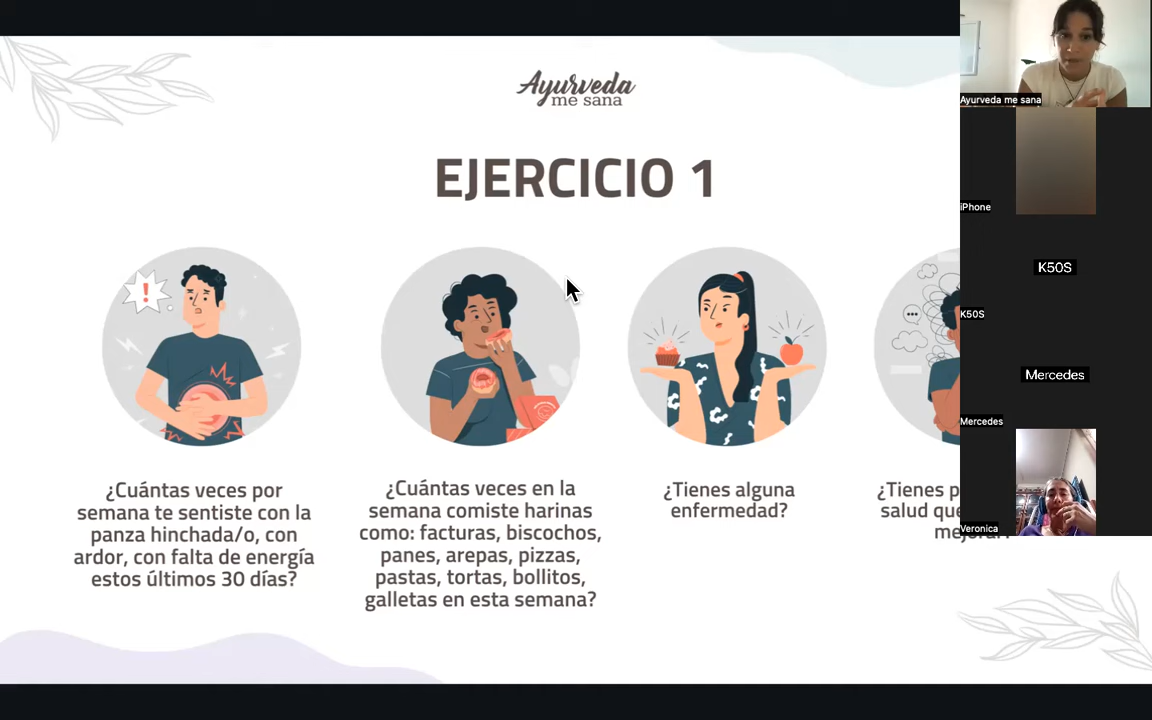 Ayurveda
me sana
EJERCICIO 1
¿Cuántas veces por
semana te sentiste con la
panza hinchada/o, con
ardor, con falta de energía
estos últimos 30 días?
¿Cuántas veces en la
semana comiste harinas
como: facturas, biscochos,
panes, arepas, pizzas,
pastas, tortas, bollitos,
galletas en esta semana?
¿Tienes alguna
enfermedad?
¿Tienes
salud que
Ayurveda me sana
iPhone
K50S
K50S
Mercedes
Mercedes
Veronica